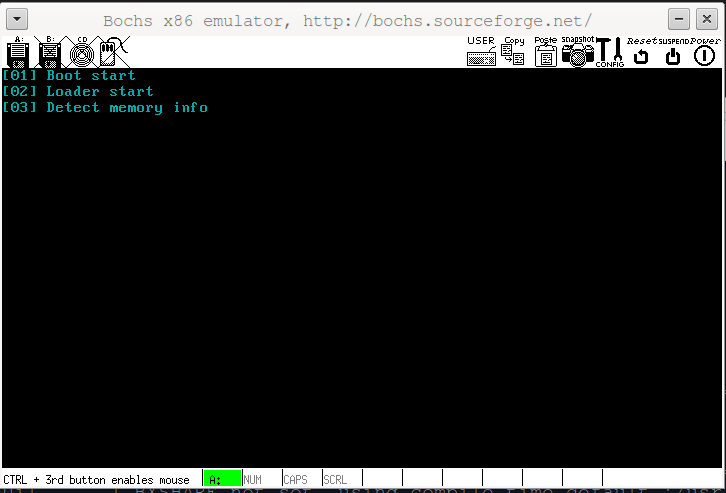 Bochs x86 emulator, http://bochs.sourceforge.net/
A: B: CD USER Copy Paste Snapshot CONFIG Reset SUSPEND Power
[01] Boot start
[02] Loader start
[03] Detect memory info
CTRL + 3rd button enables mouse A: NUM CAPS SCRL